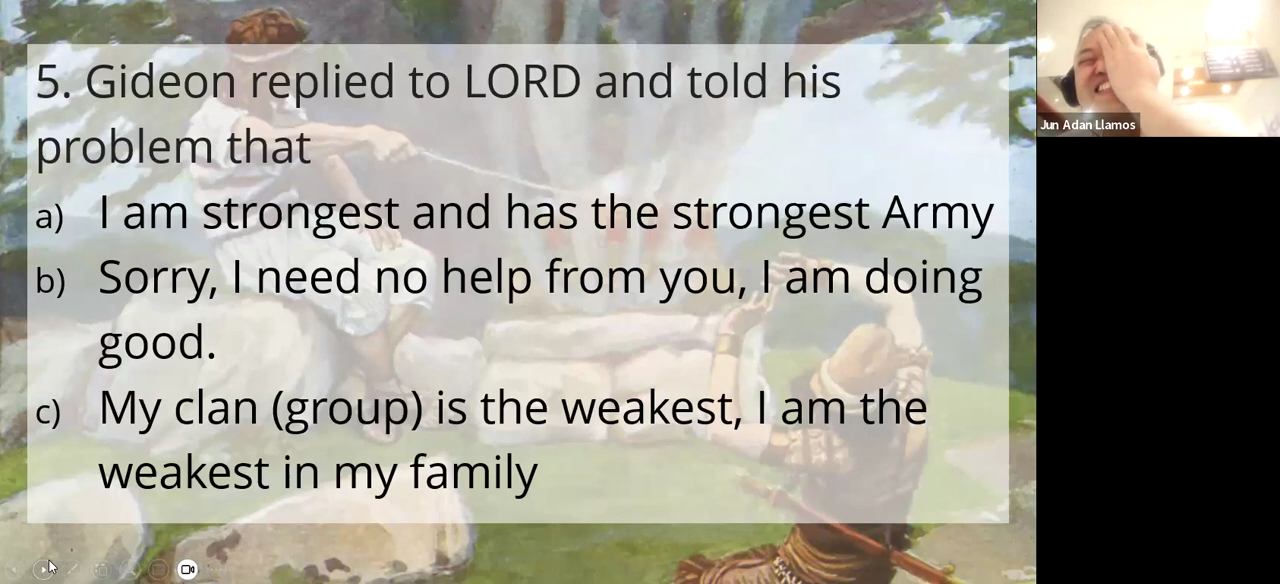 5. Gideon replied to LORD and told his
problem that
a) I am strongest and has the strongest Army
b) Sorry, I need no help from you, I am doing
good.
c) My clan (group) is the weakest, I am the
weakest in my family
Jun Adan Llamos